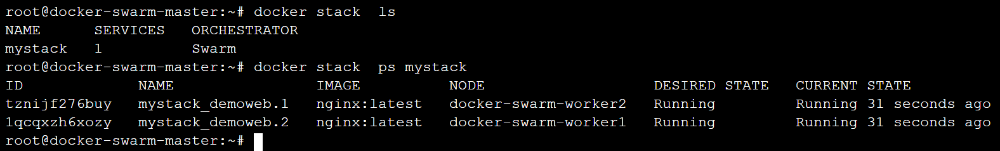 root@docker-swarm-master:~# docker stack  ls
NAME      SERVICES   ORCHESTRATOR
mystack   1          Swarm
root@docker-swarm-master:~# docker stack  ps mystack
ID             NAME                IMAGE          NODE                   DESIRED STATE   CURRENT STATE
tznijf276buy   mystack_demoweb.1   nginx:latest   docker-swarm-worker2   Running         Running 31 seconds ago
1qcqxzh6xozy   mystack_demoweb.2   nginx:latest   docker-swarm-worker1   Running         Running 31 seconds ago
root@docker-swarm-master:~#